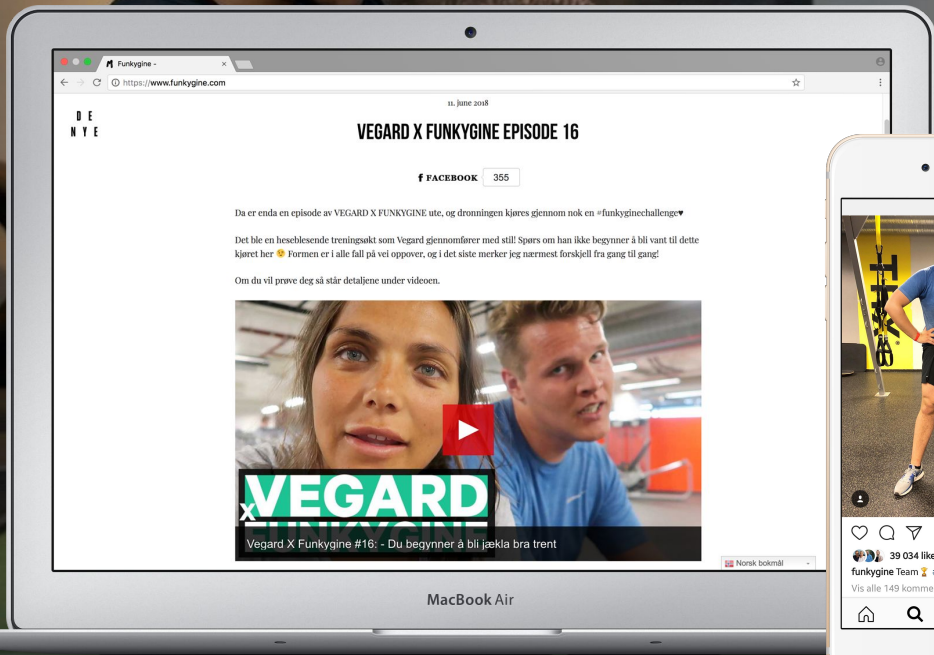 Funkygine -
https://www.funkygine.com
D E
N Y E
11. june 2018
VEGARD X FUNKYGINE EPISODE 16
f FACEBOOK 355
Da er enda en episode av VEGARD X FUNKYGINE ute, og dronningen kjøres gjennom nok en #funkyginechallenge♥
Det ble en heseblesende treningsøkt som Vegard gjennomfører med stil! Spørs om han ikke begynner å bli vant til dette
kjøret her 😉 Formen er i alle fall på vei oppover, og i det siste merker jeg nærmest forskjell fra gang til gang!
Om du vil prøve deg så står detaljene under videoen.
VEGARD
X FUNKYGINE
Vegard X Funkygine #16: - Du begynner å bli jækla bra trent
Norsk bokmål
MacBook Air
TRX
39 034 like
funkygine Team 🏆
Vis alle 149 komme